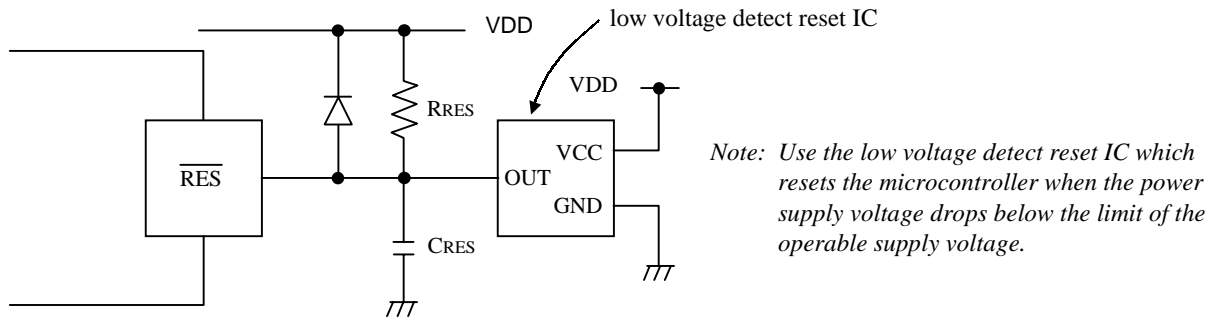 low voltage detect reset IC
VDD
VDD
RRES
VCC
RES
OUT
GND
CRES
Note: Use the low voltage detect reset IC which
resets the microcontroller when the power
supply voltage drops below the limit of the
operable supply voltage.